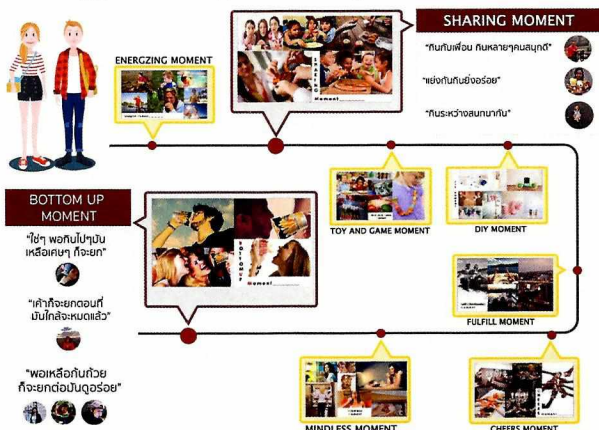 SHARING MOMENT
"กินกับเพื่อน กินหลายๆคนสนุกดี"
"แย่งกันกินยิ่งอร่อย"
"กินระหว่างสนทนากัน"
ENERGZING MOMENT
TOY AND GAME MOMENT
DIY MOMENT
BOTTOM UP
MOMENT
"ใช่ๆ พอกินไปๆมัน
เหลือเศษๆ ก็จะยก"
"เค้าก็จะยกตอนที่
มันใกล้จะหมดแล้ว"
"พอเหลือก้นถ้วย
ก็จะยกต่อมันดูอร่อย"
FULFILL MOMENT
MINDLESS MOMENT
CHEERS MOMENT